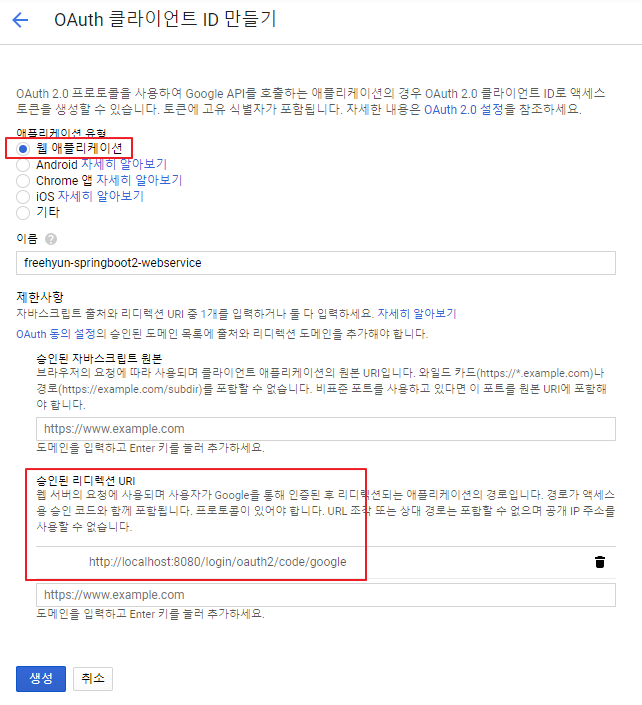 OAuth 클라이언트 ID 만들기
OAuth 2.0 프로토콜을 사용하여 Google API를 호출하는 애플리케이션의 경우 OAuth 2.0 클라이언트 ID로 액세스
토큰을 생성할 수 있습니다. 토큰에 고유 식별자가 포함됩니다. 자세한 내용은 OAuth 2.0 설정을 참조하세요.
애플리케이션 유형
웹 애플리케이션
Android 자세히 알아보기
Chrome 앱 자세히 알아보기
iOS 자세히 알아보기
기타
이름 ?
freehyun-springboot2-webservice
제한사항
자바스크립트 출처와 리디렉션 URI 중 1개를 입력하거나 둘 다 입력하세요. 자세히 알아보기
OAuth 동의 설정의 승인된 도메인 목록에 출처와 리디렉션 도메인을 추가해야 합니다.
승인된 자바스크립트 원본
브라우저의 요청에 따라 사용되며 클라이언트 애플리케이션의 원본 URI입니다. 와일드 카드(https://*.example.com)나
경로(https://example.com/subdir)를 포함할 수 없습니다. 비표준 포트를 사용하고 있다면 이 포트를 원본 URI에 포함해
야 합니다.
https://www.example.com
도메인을 입력하고 Enter 키를 눌러 추가하세요.
승인된 리디렉션 URI
웹 서버의 요청에 사용되며 사용자가 Google을 통해 인증된 후 리디렉션되는 애플리케이션의 경로입니다. 경로가 액세스
용 승인 코드와 함께 포함됩니다. 프로토콜이 있어야 합니다. URL 조각 또는 상대 경로는 포함할 수 없으며 공개 IP 주소를
사용할 수 없습니다.
http://localhost:8080/login/oauth2/code/google
https://www.example.com
도메인을 입력하고 Enter 키를 눌러 추가하세요.
생성 취소